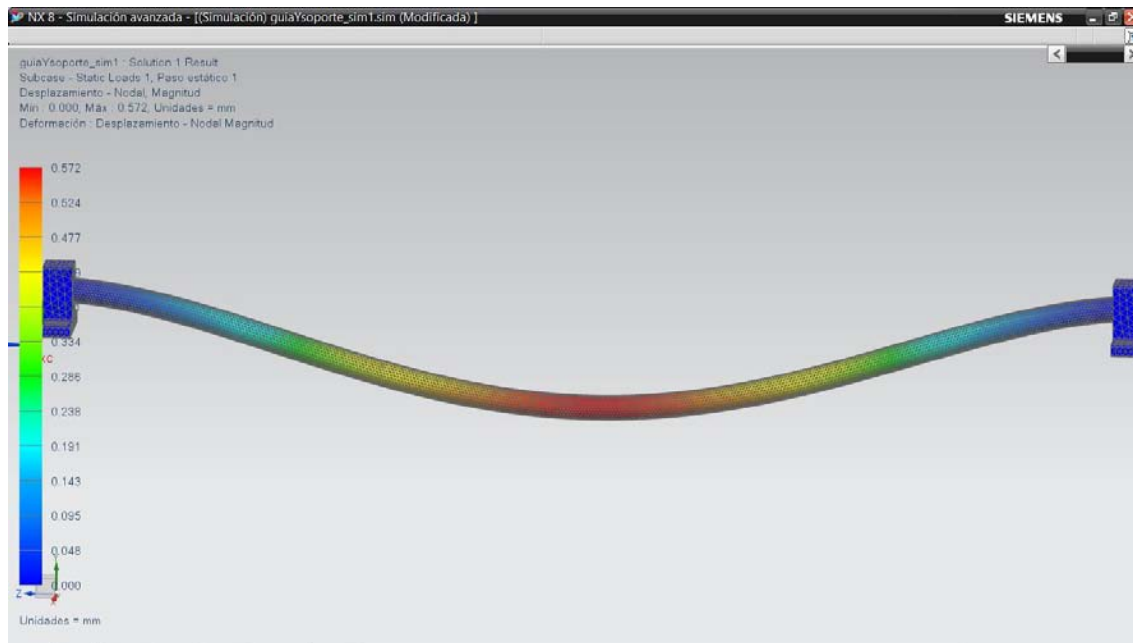 NX 8 - Simulación avanzada - [(Simulación) guiaYsoporte_sim1.sim (Modificada) ]
SIEMENS
guiaYsoporte_sim1 : Solution 1 Result
Subcase - Static Loads 1, Paso estático 1
Desplazamiento - Nodal, Magnitud
Mín : 0.000, Máx : 0.572, Unidades = mm
Deformación : Desplazamiento - Nodal Magnitud
0.572
0.524
0.477
0.334
XC
0.286
0.238
0.191
0.143
0.095
0.048
0.000
Z
Unidades = mm